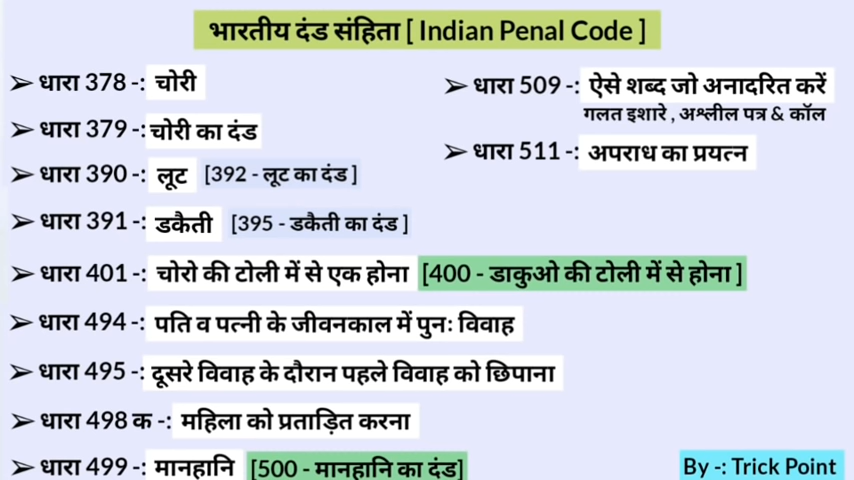 भारतीय दंड संहिता [ Indian Penal Code ]
➢ धारा 378 -: चोरी
➢ धारा 379 -: चोरी का दंड
➢ धारा 390 -: लूट [392 - लूट का दंड ]
➢ धारा 391 -: डकैती [395 - डकैती का दंड ]
➢ धारा 401 -: चोरो की टोली में से एक होना [400 - डाकुओ की टोली में से होना ]
➢ धारा 494 -: पति व पत्नी के जीवनकाल में पुनः विवाह
➢ धारा 495 -: दूसरे विवाह के दौरान पहले विवाह को छिपाना
➢ धारा 498 क -: महिला को प्रताड़ित करना
➢ धारा 499 -: मानहानि [500 - मानहानि का दंड]
➢ धारा 509 -: ऐसे शब्द जो अनादरित करें
गलत इशारे , अश्लील पत्र & कॉल
➢ धारा 511 -: अपराध का प्रयत्न
By -: Trick Point